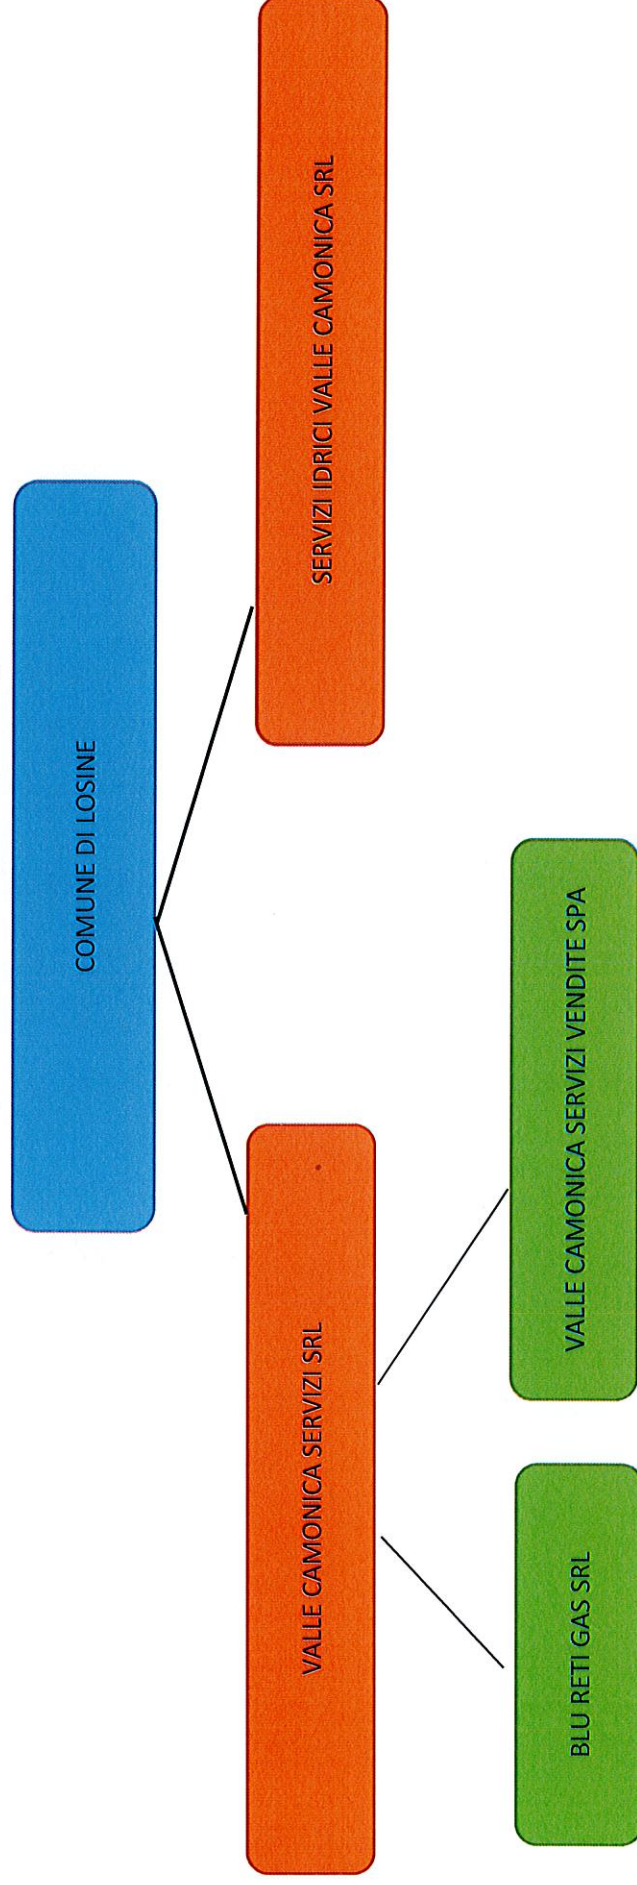 COMUNE DI LOSINE
VALLE CAMONICA SERVIZI SRL
SERVIZI IDRICI VALLE CAMONICA SRL
BLU RETI GAS SRL
VALLE CAMONICA SERVIZI VENDITE SPA